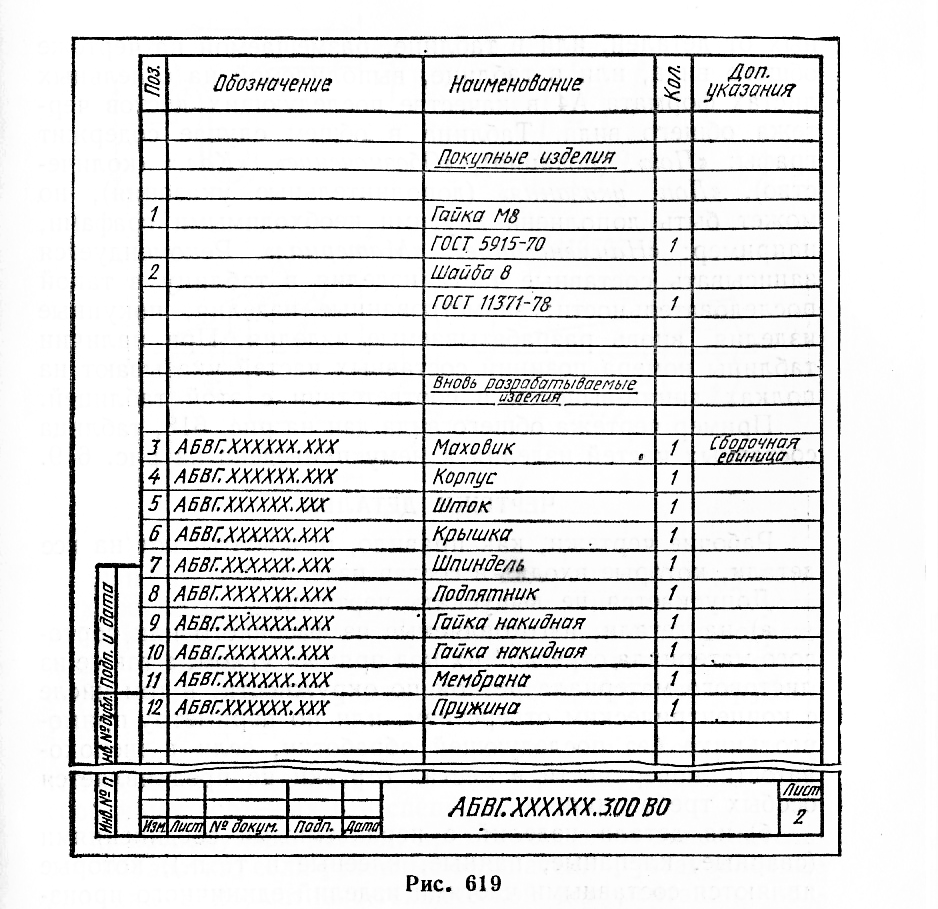 Поз. Обозначение Наименование Кол. Доп. указания
Покупные изделия
1 Гайка М8
ГОСТ 5915-70 1
2 Шайба 8
ГОСТ 11371-78 1
Вновь разрабатываемые
изделия
3 АБВГ.XXXXXX.XXX Маховик 1 Сборочная единица
4 АБВГ.XXXXXX.XXX Корпус 1
5 АБВГ.XXXXXX.XXX Шток 1
6 АБВГ.XXXXXX.XXX Крышка 1
7 АБВГ.XXXXXX.XXX Шпиндель 1
8 АБВГ.XXXXXX.XXX Подпятник 1
9 АБВГ.XXXXXX.XXX Гайка накидная 1
10 АБВГ.XXXXXX.XXX Гайка накидная 1
11 АБВГ.XXXXXX.XXX Мембрана 1
12 АБВГ.XXXXXX.XXX Пружина 1
Подп. и дата
нв. № дубл.
Инв. № п
Изм. Лист № докум. Подп. Дата
АБВГ.XXXXXX.300 ВО
Лист
2
Рис. 619